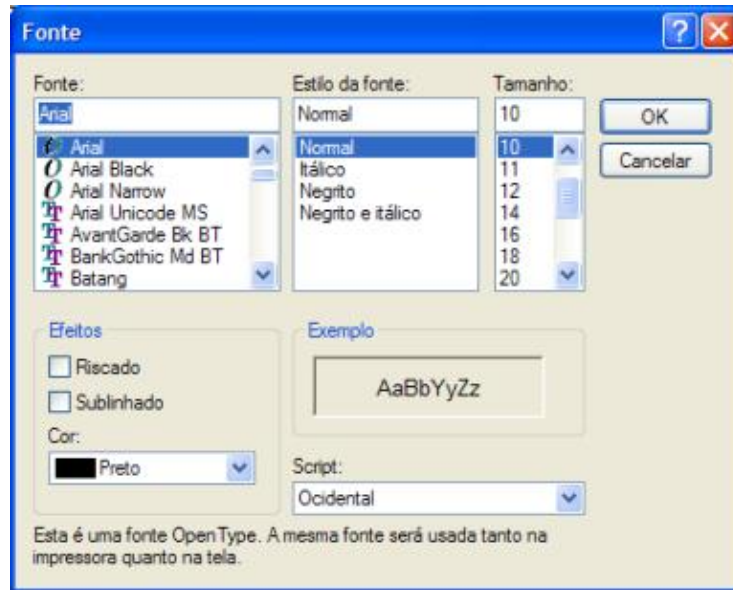 Fonte
Fonte:
Arial
Arial
Arial Black
Arial Narrow
Arial Unicode MS
AvantGarde Bk BT
BankGothic Md BT
Batang
Estilo da fonte:
Normal
Normal
Itálico
Negrito
Negrito e itálico
Tamanho:
10
10
11
12
14
16
18
20
OK
Cancelar
Efeitos
Riscado
Sublinhado
Cor:
Preto
Exemplo
AaBbYyZz
Script:
Ocidental
Esta é uma fonte OpenType. A mesma fonte será usada tanto na
impressora quanto na tela.